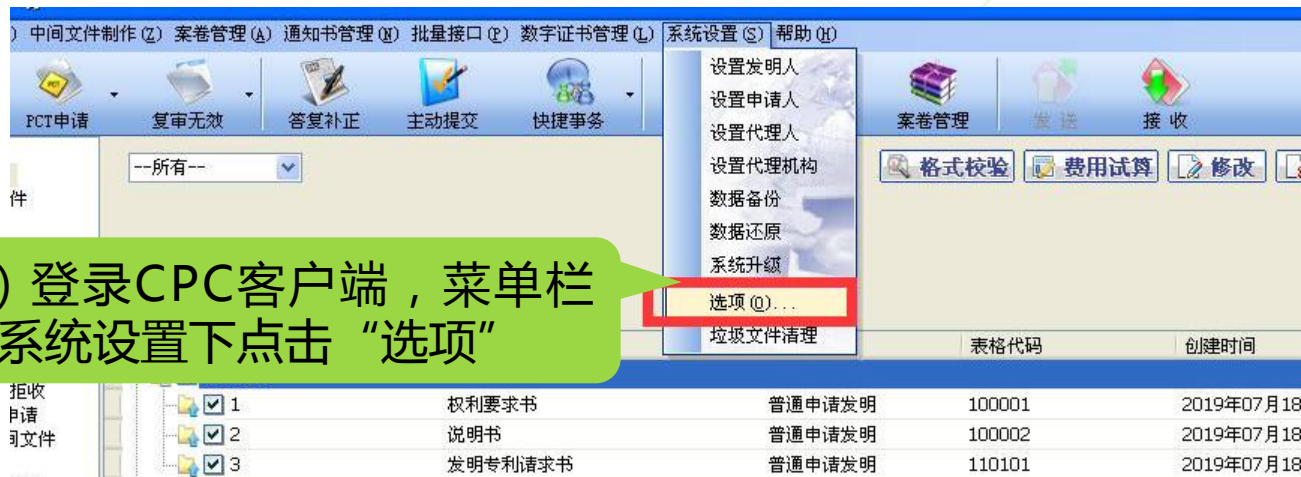 ) 中间文件制作(Z) 案卷管理(A) 通知书管理(N) 批量接口(P) 数字证书管理(L) 系统设置(S) 帮助(H)
PCT申请 复审无效 答复补正 主动提交 快捷事务 案卷管理 发送 接收
设置发明人
设置申请人
设置代理人
设置代理机构
数据备份
数据还原
系统升级
选项(O)...
垃圾文件清理
--所有-- 格式校验 费用试算 修改
件
) 登录CPC客户端，菜单栏
系统设置下点击“选项”
表格代码 创建时间
拒收
申请
间文件
1 权利要求书 普通申请发明 100001 2019年07月18
2 说明书 普通申请发明 100002 2019年07月18
3 发明专利请求书 普通申请发明 110101 2019年07月18